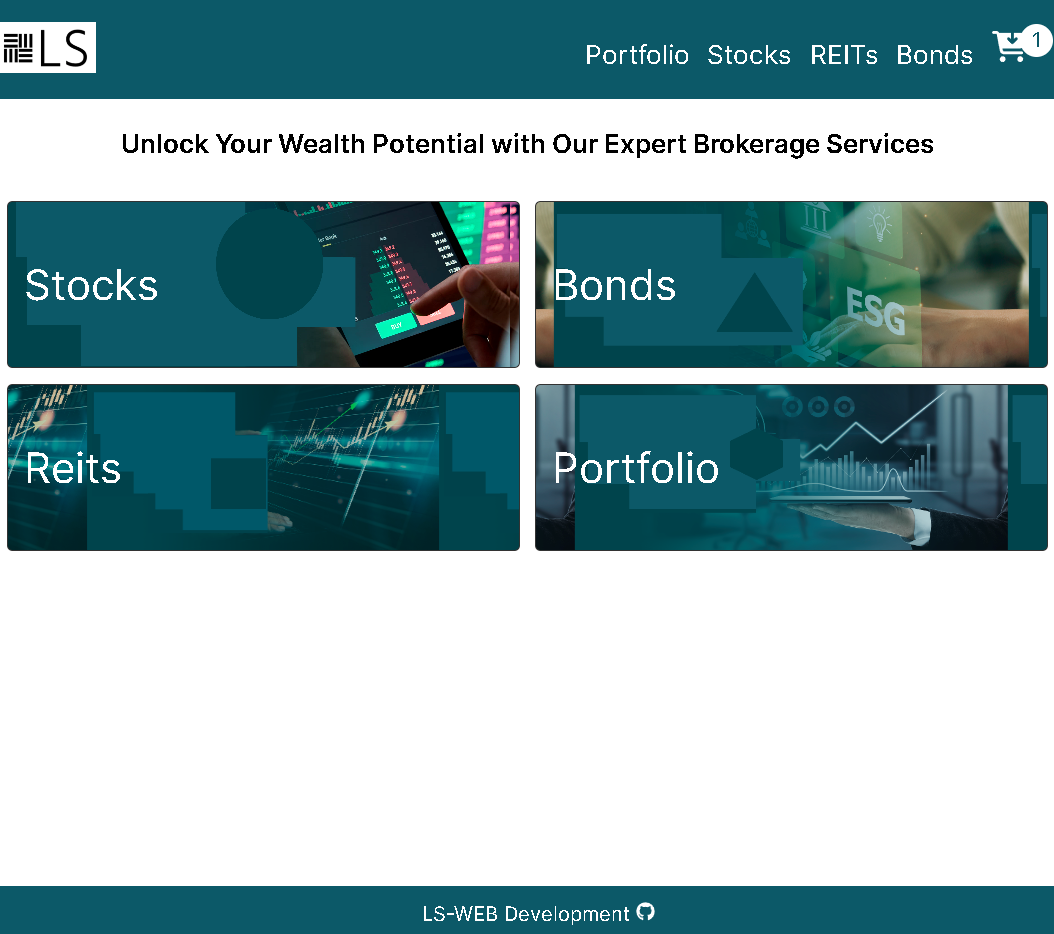 LS
Portfolio Stocks REITs Bonds 1
Unlock Your Wealth Potential with Our Expert Brokerage Services
Stocks
BUY
Bonds
ESG
Reits
Portfolio
LS-WEB Development